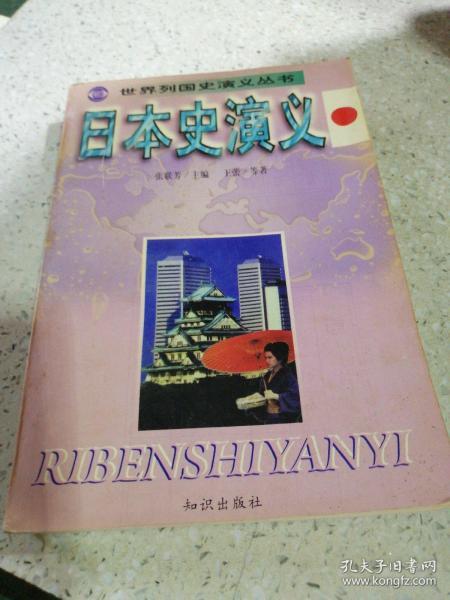 世界列国史演义丛书
日本史演义
张联芳/主编 王蕾/等著
RIBENSHIYANYI
知识出版社
孔夫子旧书网
www.kongfz.com